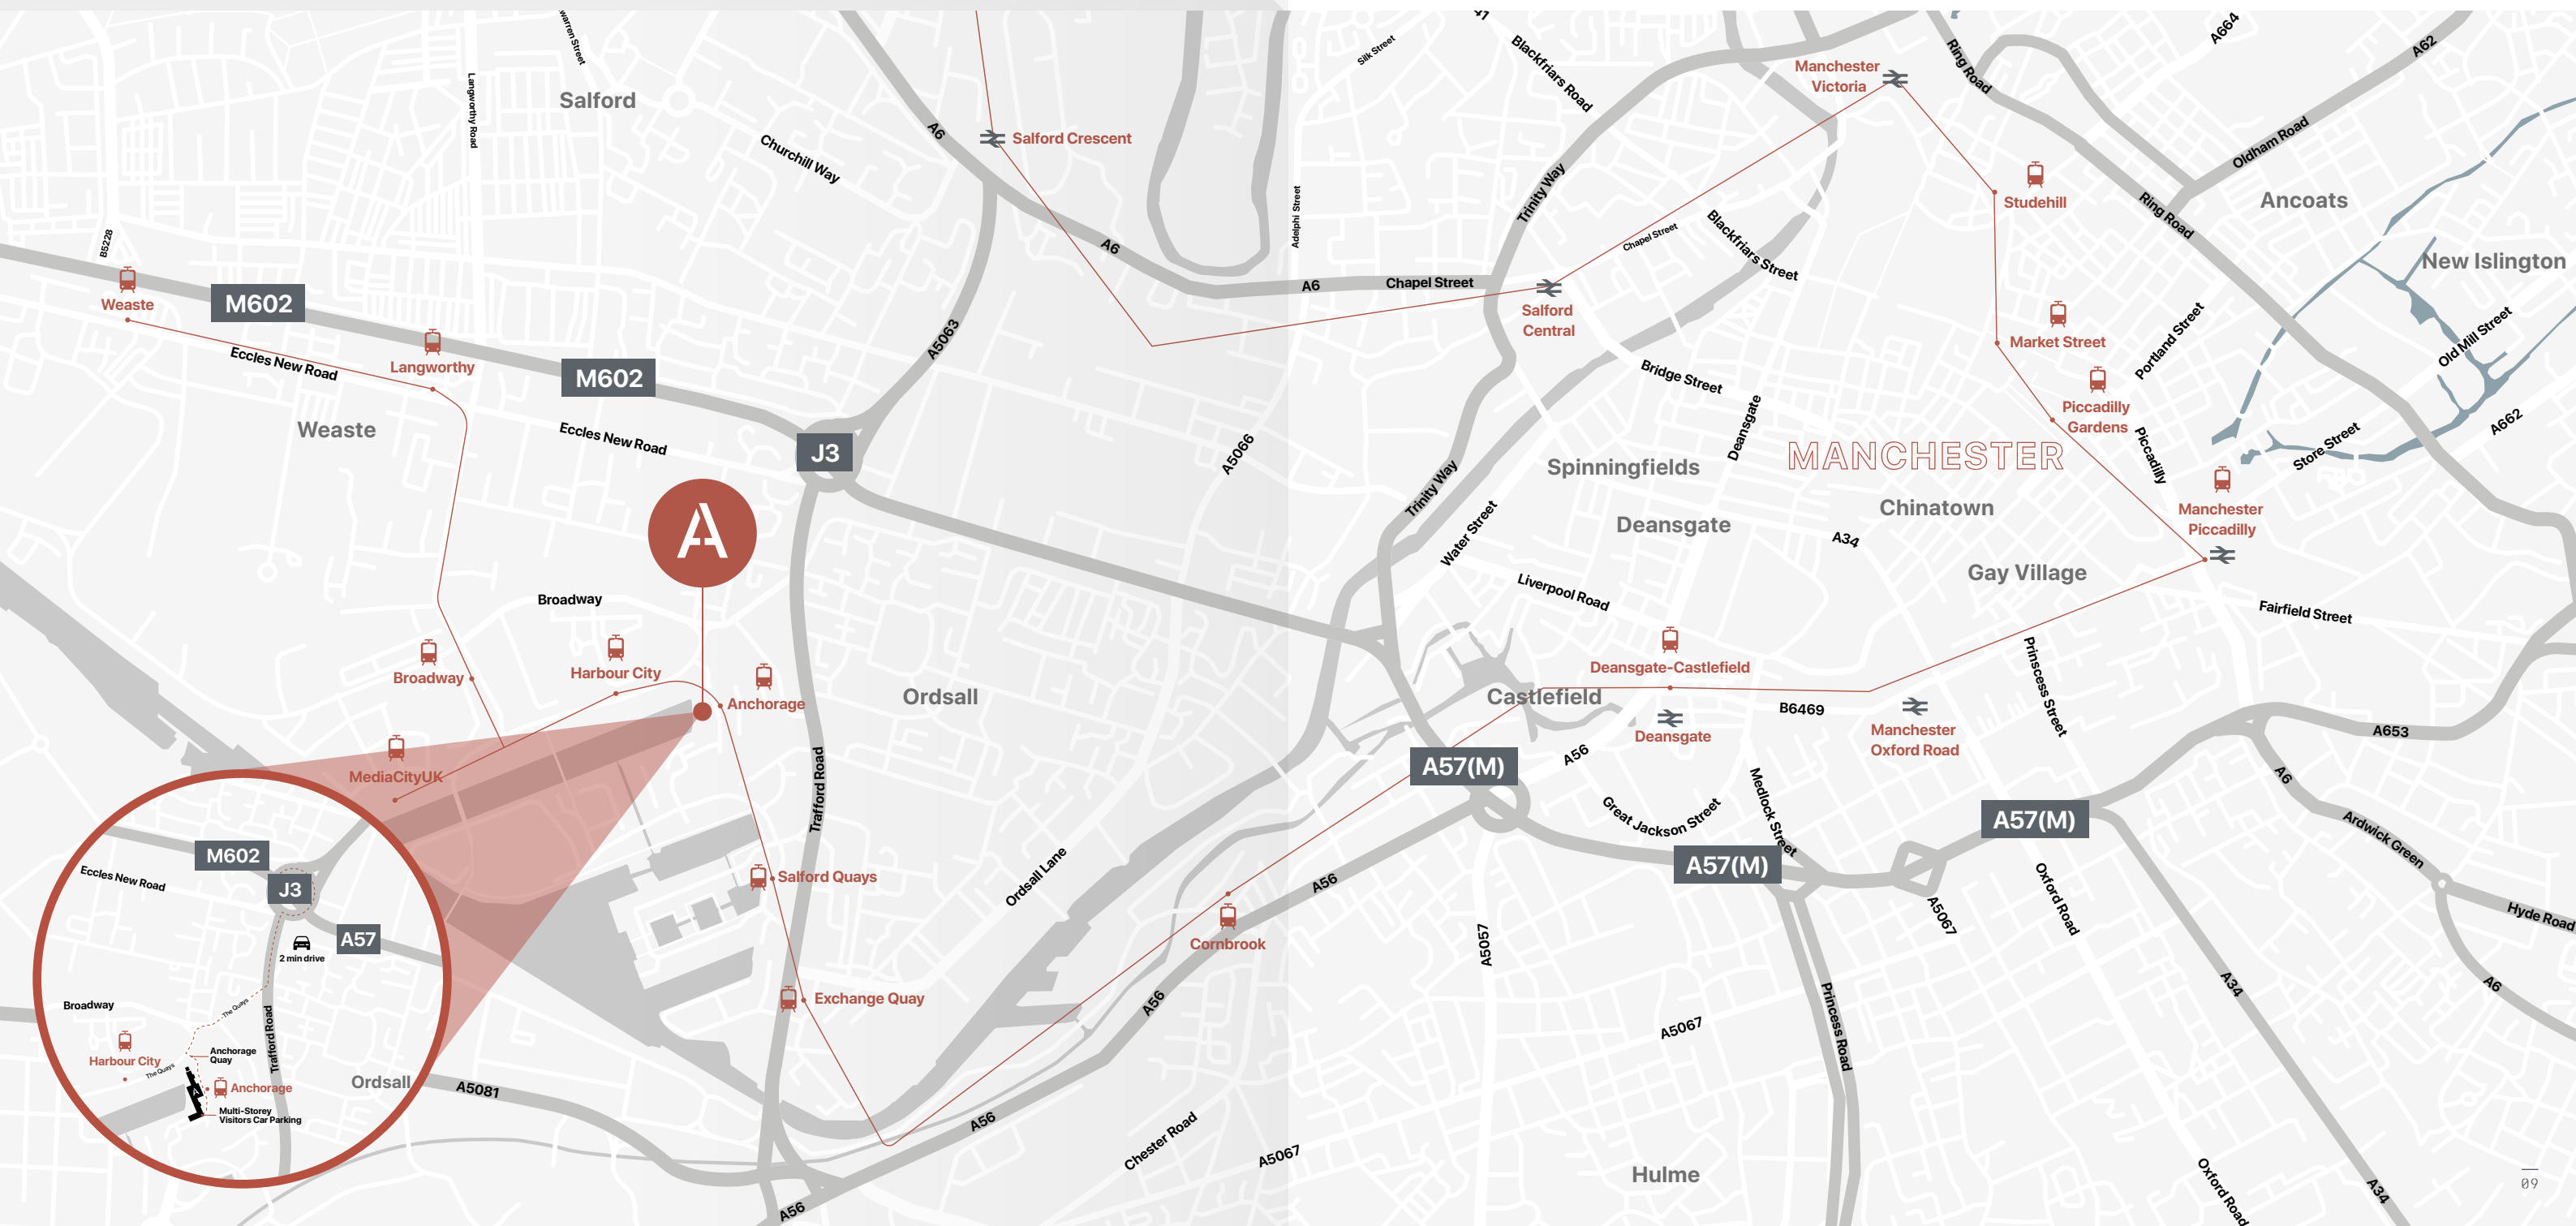 Salford
Langworthy Road
Churchill Way
A6
Salford Crescent
Silk Street
Blackfriars Road
Manchester
Victoria
Ring Road
A664
A62
Oldham Road
Ancoats
Studehill
Ring Road
Trinity Way
Adelphi Street
Chapel Street
Blackfriars Street
B5228
A6
A6
Chapel Street
Salford
Central
New Islington
Weaste
M602
Langworthy
Eccles New Road
M602
A5063
Market Street
Portland Street
Old Mill Street
Bridge Street
Deansgate
Piccadilly
Gardens
Piccadilly
A662
Store Street
Weaste
Eccles New Road
J3
A5066
Trinity Way
Spinningfields
MANCHESTER
Manchester
Piccadilly
Chinatown
Deansgate
A34
Water Street
A
Gay Village
Liverpool Road
Fairfield Street
Broadway
Broadway
Harbour City
Anchorage
Ordsall
Deansgate-Castlefield
Castlefield
B6469
Deansgate
Manchester
Oxford Road
Prinscess Street
A653
MediaCityUK
Trafford Road
A57(M)
A56
Great Jackson Street
Medlock Street
A57(M)
A57(M)
A6
Ardwick Green
Hyde Road
Salford Quays
Ordsall Lane
A56
Cornbrook
A5057
A5067
Oxford Road
A34
A6
Exchange Quay
A56
A5067
Princess Road
M602
Eccles New Road
J3
A57
2 min drive
The Quays
Broadway
Trafford Road
Harbour City
The Quays
Anchorage
Quay
Anchorage
Ordsall
Multi-Storey
Visitors Car Parking
A5081
A56
Chester Road
A5067
Hulme
Oxford Road
A34
A56
09